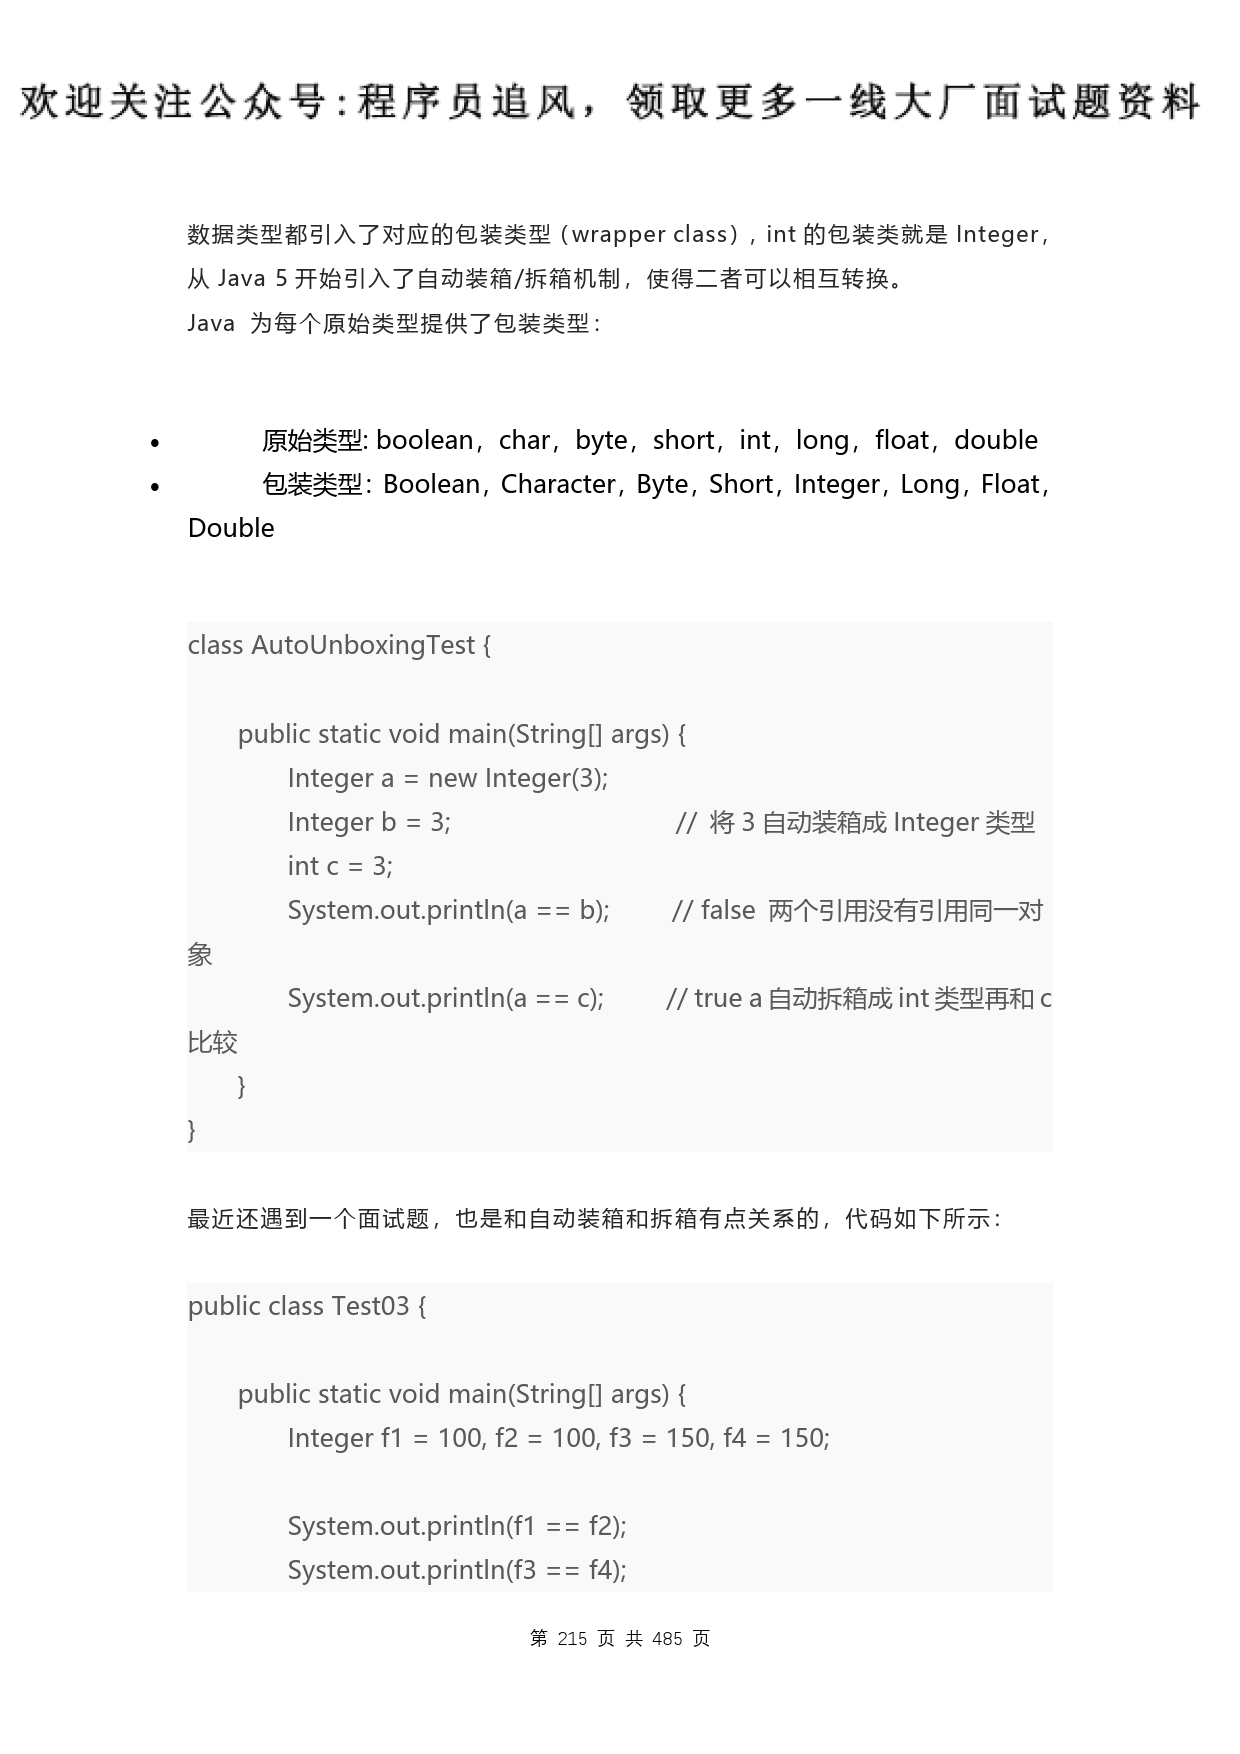 欢迎关注公众号:程序员追风，领取更多一线大厂面试题资料
数据类型都引入了对应的包装类型（wrapper class），int 的包装类就是 Integer，
从 Java 5 开始引入了自动装箱/拆箱机制，使得二者可以相互转换。
Java 为每个原始类型提供了包装类型：
• 原始类型: boolean，char，byte，short，int，long，float，double
• 包装类型：Boolean，Character，Byte，Short，Integer，Long，Float，
Double
class AutoUnboxingTest {
public static void main(String[] args) {
Integer a = new Integer(3);
Integer b = 3; // 将 3 自动装箱成 Integer 类型
int c = 3;
System.out.println(a == b); // false 两个引用没有引用同一对
象
System.out.println(a == c); // true a 自动拆箱成 int 类型再和 c
比较
}
}
最近还遇到一个面试题，也是和自动装箱和拆箱有点关系的，代码如下所示：
public class Test03 {
public static void main(String[] args) {
Integer f1 = 100, f2 = 100, f3 = 150, f4 = 150;
System.out.println(f1 == f2);
System.out.println(f3 == f4);
第 215 页 共 485 页